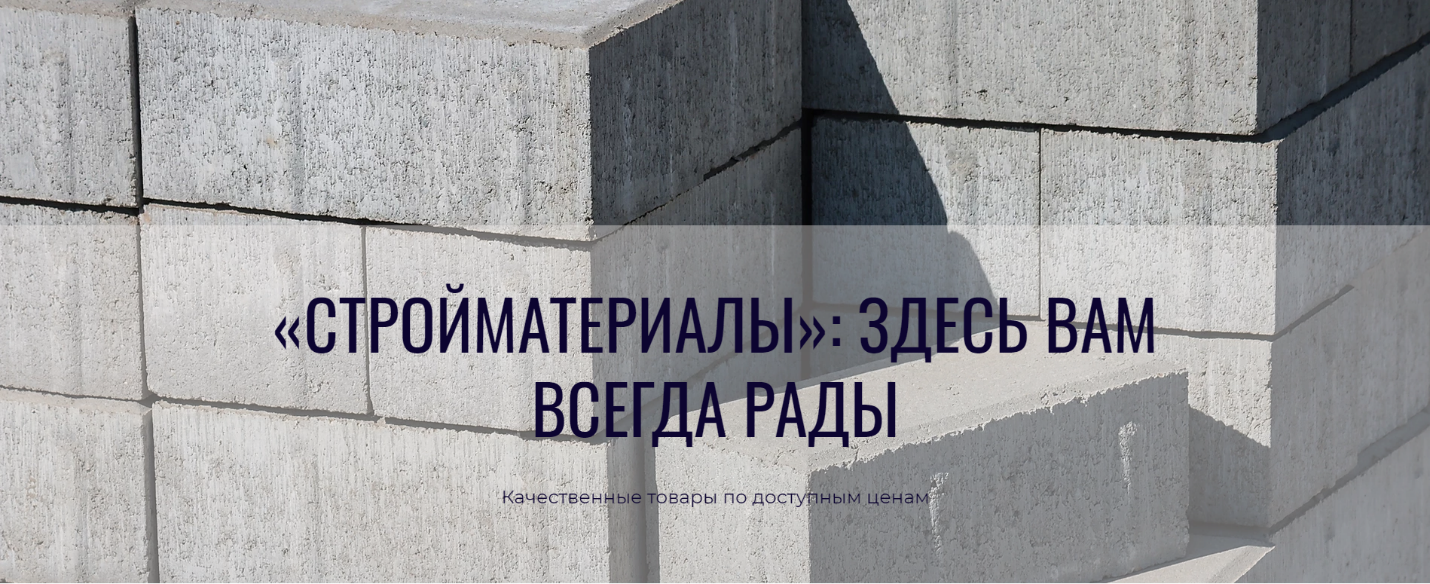 «СТРОЙМАТЕРИАЛЫ»: ЗДЕСЬ ВАМ
ВСЕГДА РАДЫ
Качественные товары по доступным ценам